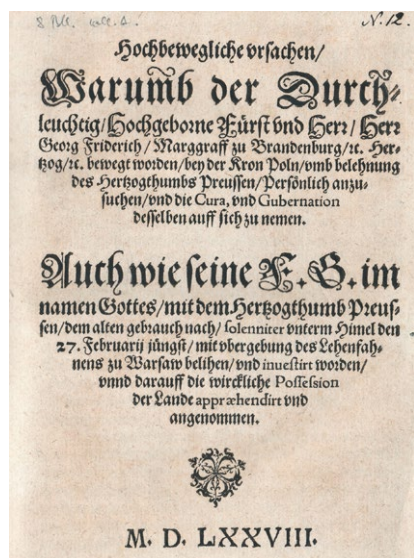 N. 12.
Hochbewegliche vrsachen/
Warumb der Durch-
leuchtig/Hochgeborne Fürst vnd Herr/ Herr
Georg Friderich/ Marggraff zu Brandenburg/ꝛc. Her-
tzog/ꝛc. bewegt worden/bey der Kron Poln/vmb belehnung
des Hertzogthumbs Preussen/Persönlich anzu-
suchen/vnd die Cura, vnd Gubernation
desselben auff sich zu nemen.
Auch wie seine F. G. im
namen Gottes/mit dem Hertzogthumb Preus-
sen/dem alten gebrauch nach/ solenniter vnterm Himel den
27. Februarij jüngst/ mit vbergebung des Lehenfah-
nens zu Warsaw belihen/vnd inuestirt worden/
vnnd darauff die wirckliche Possession
der Lande appræhendirt vnd
angenommen.
M. D. LXXVIII.